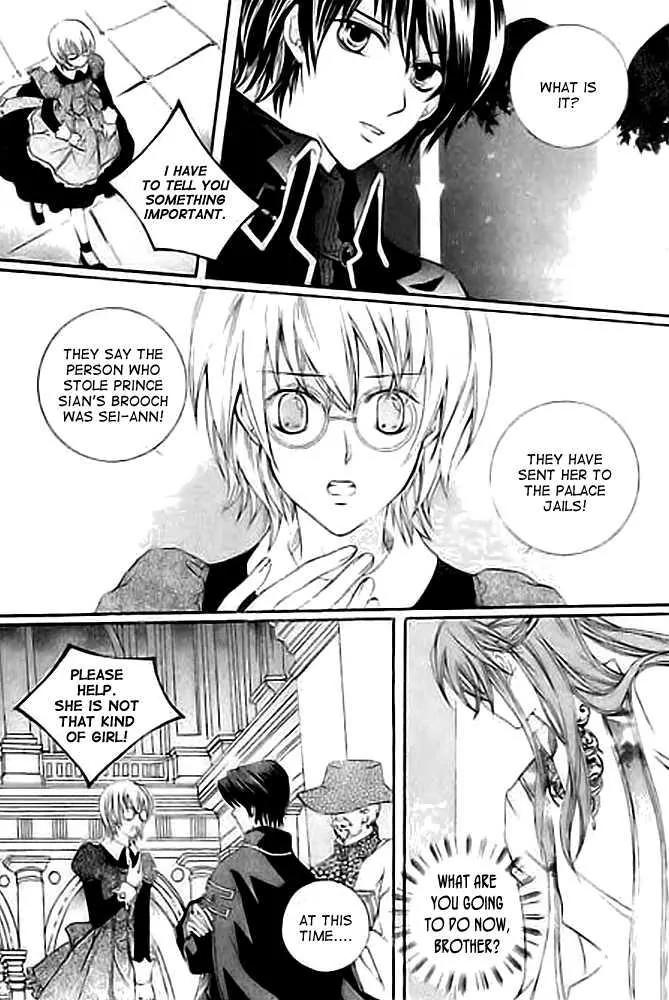 WHAT IS
IT?
I HAVE
TO TELL YOU
SOMETHING
IMPORTANT.
THEY SAY THE
PERSON WHO
STOLE PRINCE
SIAN'S BROOCH
WAS SEI-ANN!
THEY HAVE
SENT HER TO
THE PALACE
JAILS!
PLEASE
HELP.
SHE IS NOT
THAT KIND
OF GIRL!
AT THIS
TIME....
WHAT ARE
YOU GOING
TO DO NOW,
BROTHER?